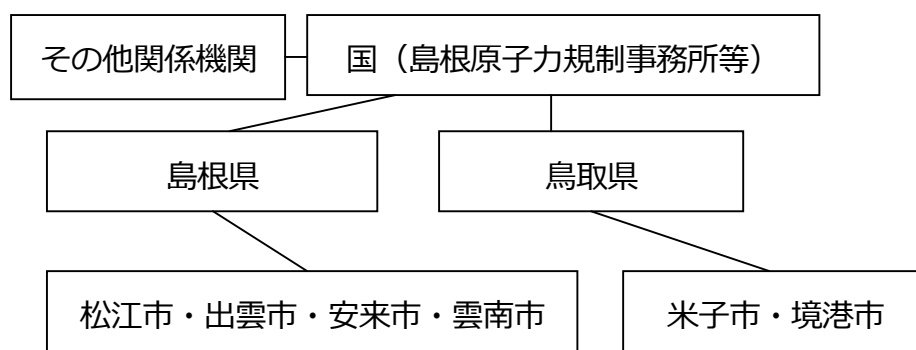 その他関係機関
国（島根原子力規制事務所等）
島根県
鳥取県
松江市・出雲市・安来市・雲南市
米子市・境港市